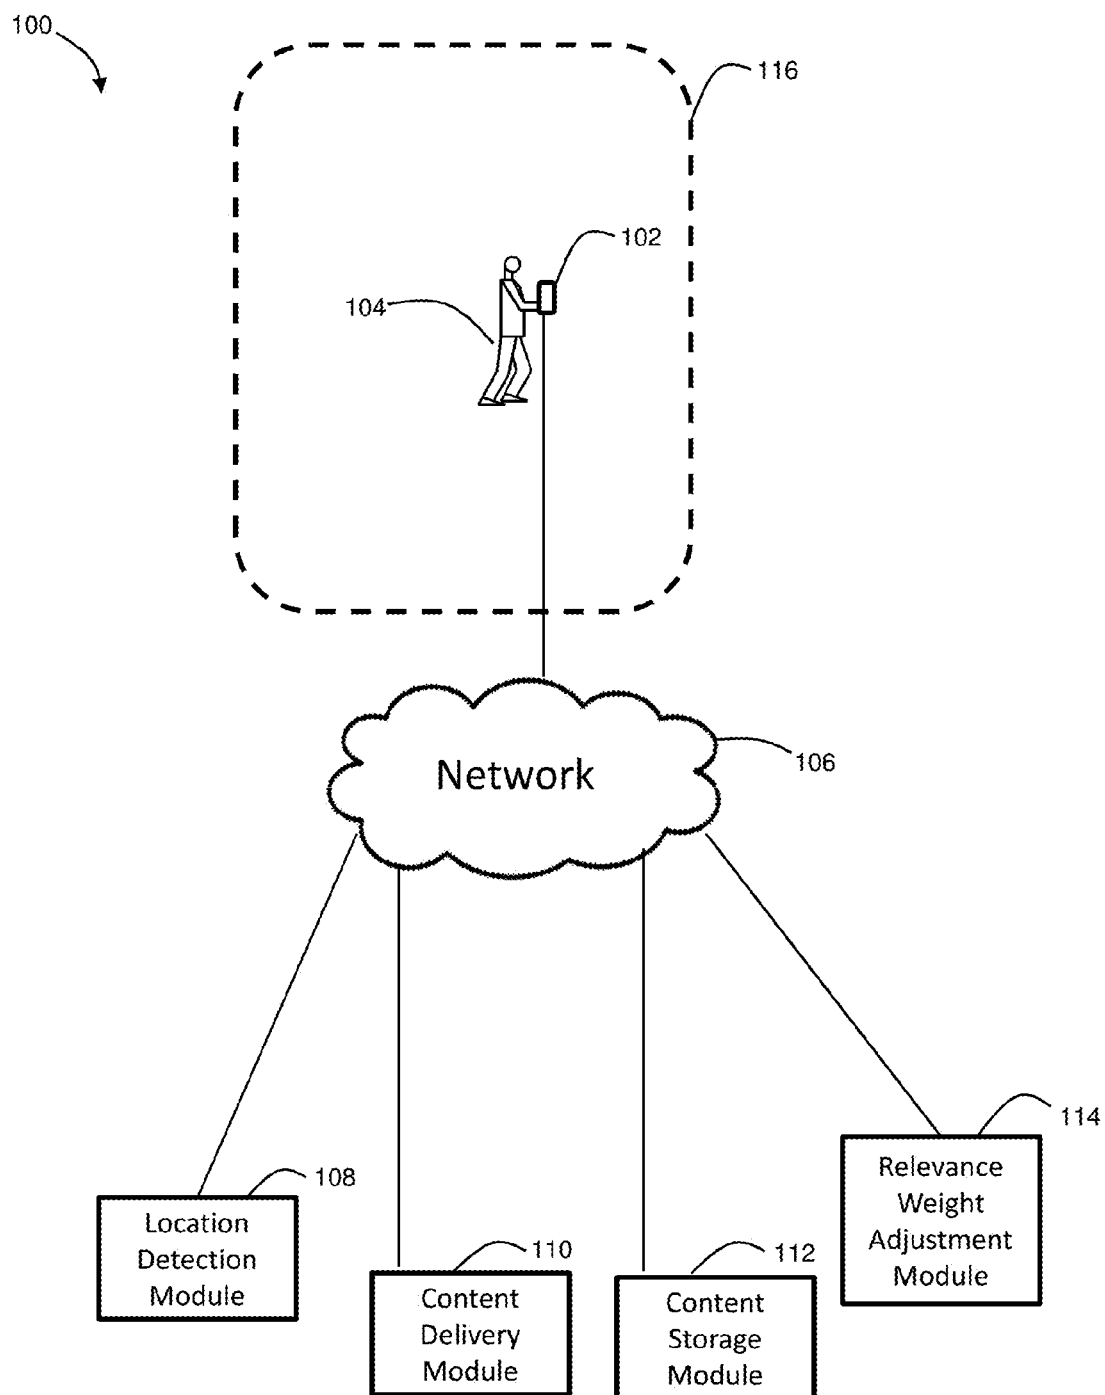 100
116
102
104
Network
106
108
Location
Detection
Module
110
Content
Delivery
Module
112
Content
Storage
Module
114
Relevance
Weight
Adjustment
Module